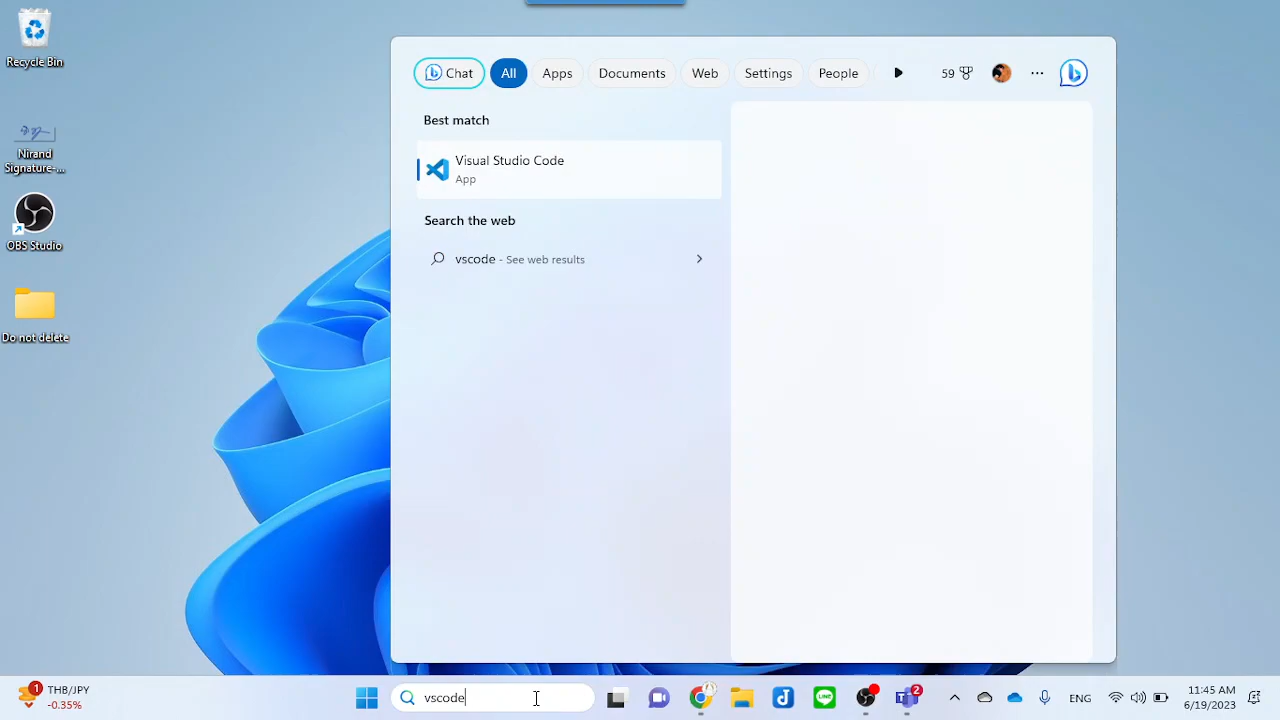 Recycle Bin
Nirand
Signature-...
OBS Studio
Do not delete
Chat
All
Apps
Documents
Web
Settings
People
59
Best match
Visual Studio Code
App
Search the web
vscode - See web results
1
THB/JPY
-0.35%
vscode
2
ENG
11:45 AM
6/19/2023